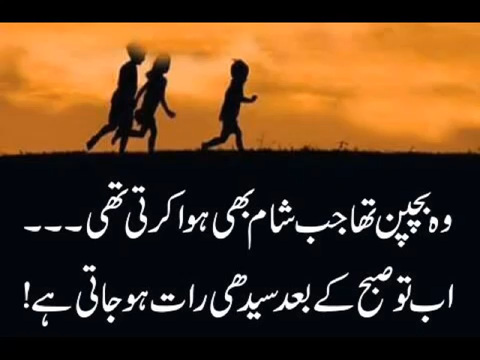 وہ بچپن تھا جب شام بھی ہوا کرتی تھی ۔۔۔
اب تو صبح کے بعد سیدھی رات ہو جاتی ہے!